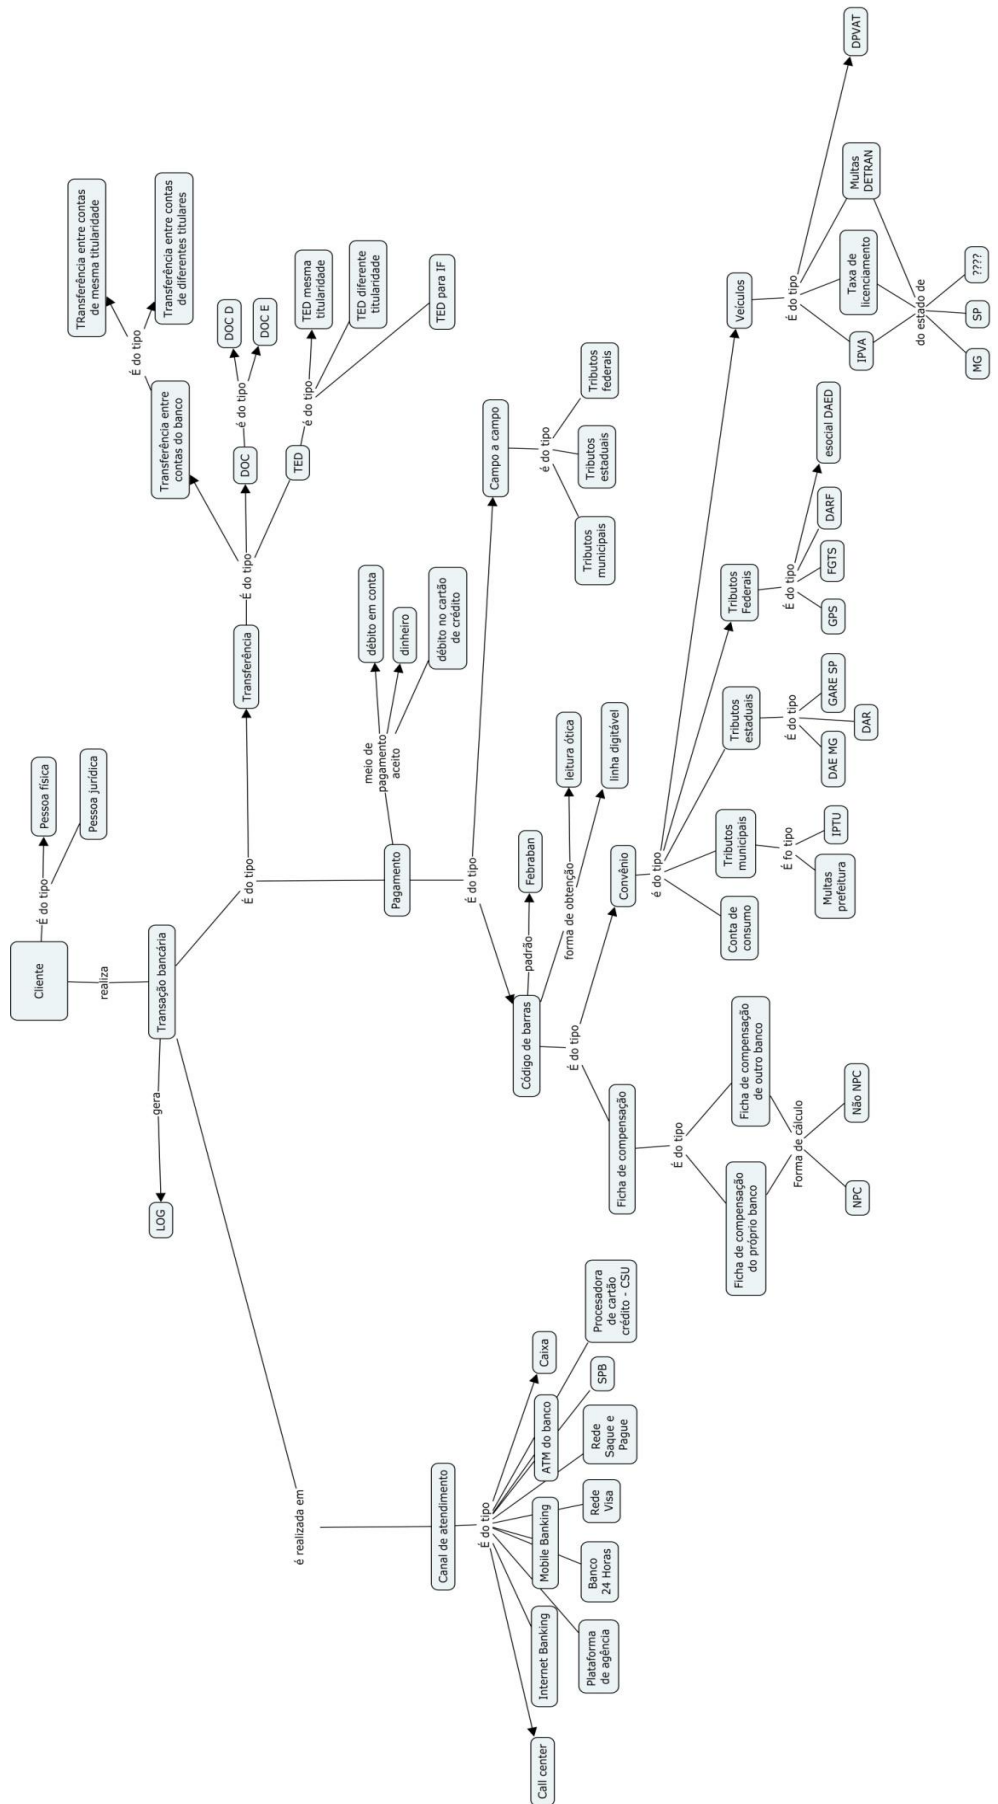 Cliente
É do tipo
Pessoa física
Pessoa jurídica
realiza
Transação bancária
gera
LOG
é realizada em
Canal de atendimento
É do tipo
Call center
Internet Banking
Mobile Banking
ATM do banco
Caixa
Plataforma
de agência
Banco
24 Horas
Rede
Visa
Rede
Saque e
Pague
SPB
Procesadora
de cartão
crédito - CSU
É do tipo
Transferência
É do tipo
Transferência entre
contas do banco
É do tipo
TRansferência entre contas
de mesma titularidade
Transferência entre contas
de diferentes titulares
DOC
é do tipo
DOC D
DOC E
TED
é do tipo
TED mesma
titularidade
TED diferente
titularidade
TED para IF
Pagamento
meio de
pagamento
aceito
débito em conta
dinheiro
débito no cartão
de crédito
É do tipo
Campo a campo
é do tipo
Tributos
municipais
Tributos
estaduais
Tributos
federais
Código de barras
padrão
Febraban
forma de obtenção
leitura ótica
linha digitável
É do tipo
Ficha de compensação
É do tipo
Ficha de compensação
do próprio banco
Ficha de compensação
de outro banco
Forma de cálculo
NPC
Não NPC
Convênio
é do tipo
Conta de
consumo
Tributos
municipais
É fo tipo
Multas
prefeitura
IPTU
Tributos
estaduais
É do tipo
DAE MG
DAR
GARE SP
Tributos
Federais
É do tipo
GPS
FGTS
DARF
esocial DAED
Veículos
É do tipo
IPVA
Taxa de
licenciamento
Multas
DETRAN
DPVAT
do estado de
MG
SP
????